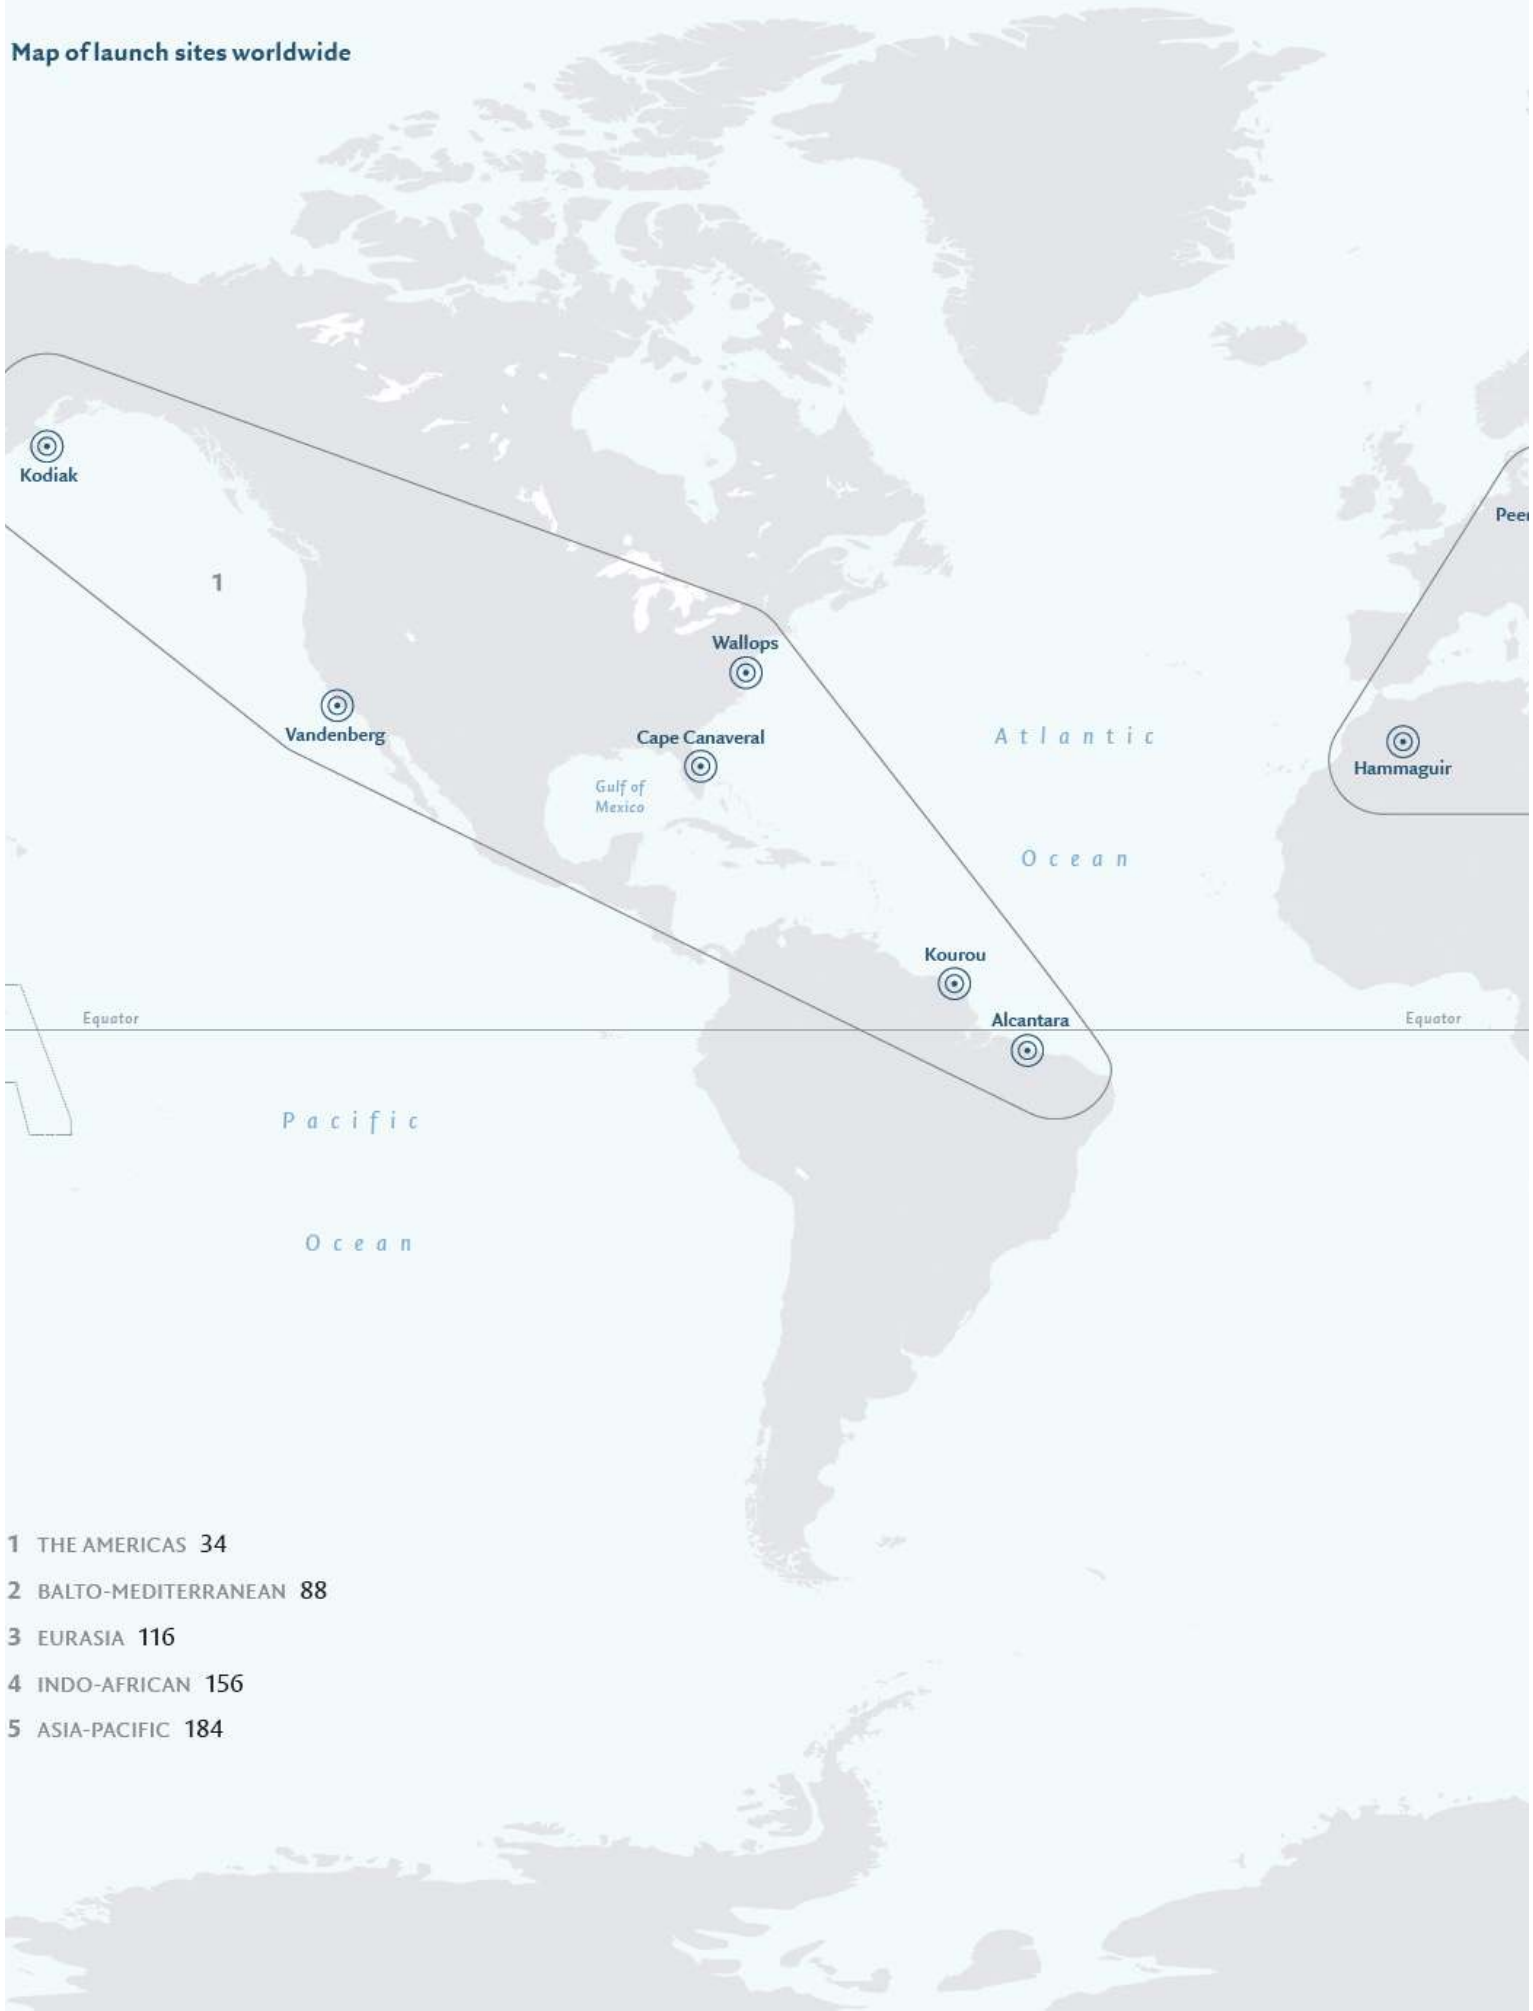 Map of launch sites worldwide
Kodiak
Peen
1
Wallops
Vandenberg
Cape Canaveral
Atlantic
Hammaguir
Gulf of
Mexico
Ocean
Kourou
Equator
Alcantara
Equator
Pacific
Ocean
1 THE AMERICAS 34
2 BALTO-MEDITERRANEAN 88
3 EURASIA 116
4 INDO-AFRICAN 156
5 ASIA-PACIFIC 184